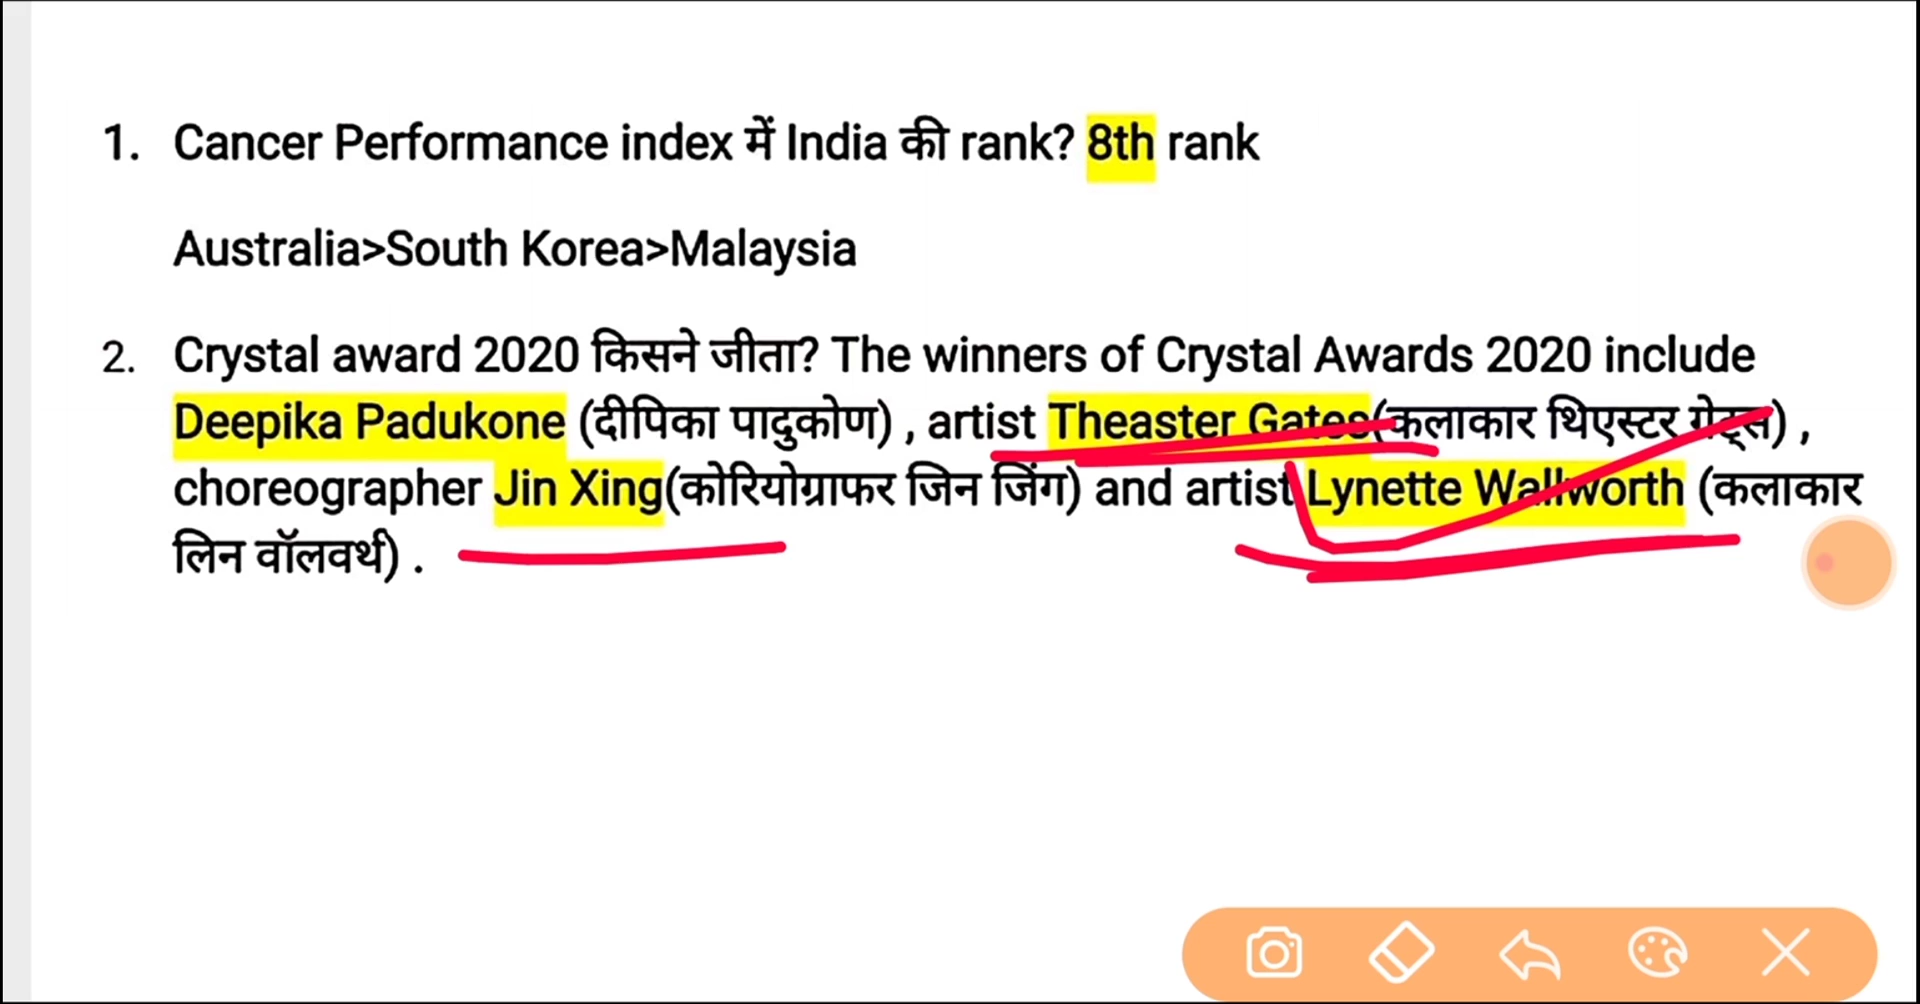 1. Cancer Performance index में India की rank? 8th rank
Australia>South Korea>Malaysia
2. Crystal award 2020 किसने जीता? The winners of Crystal Awards 2020 include
Deepika Padukone (दीपिका पादुकोण) , artist Theaster Gates(कलाकार थिएस्टर गेट्स) ,
choreographer Jin Xing(कोरियोग्राफर जिन जिंग) and artist Lynette Wallworth (कलाकार
लिन वॉलवर्थ) .